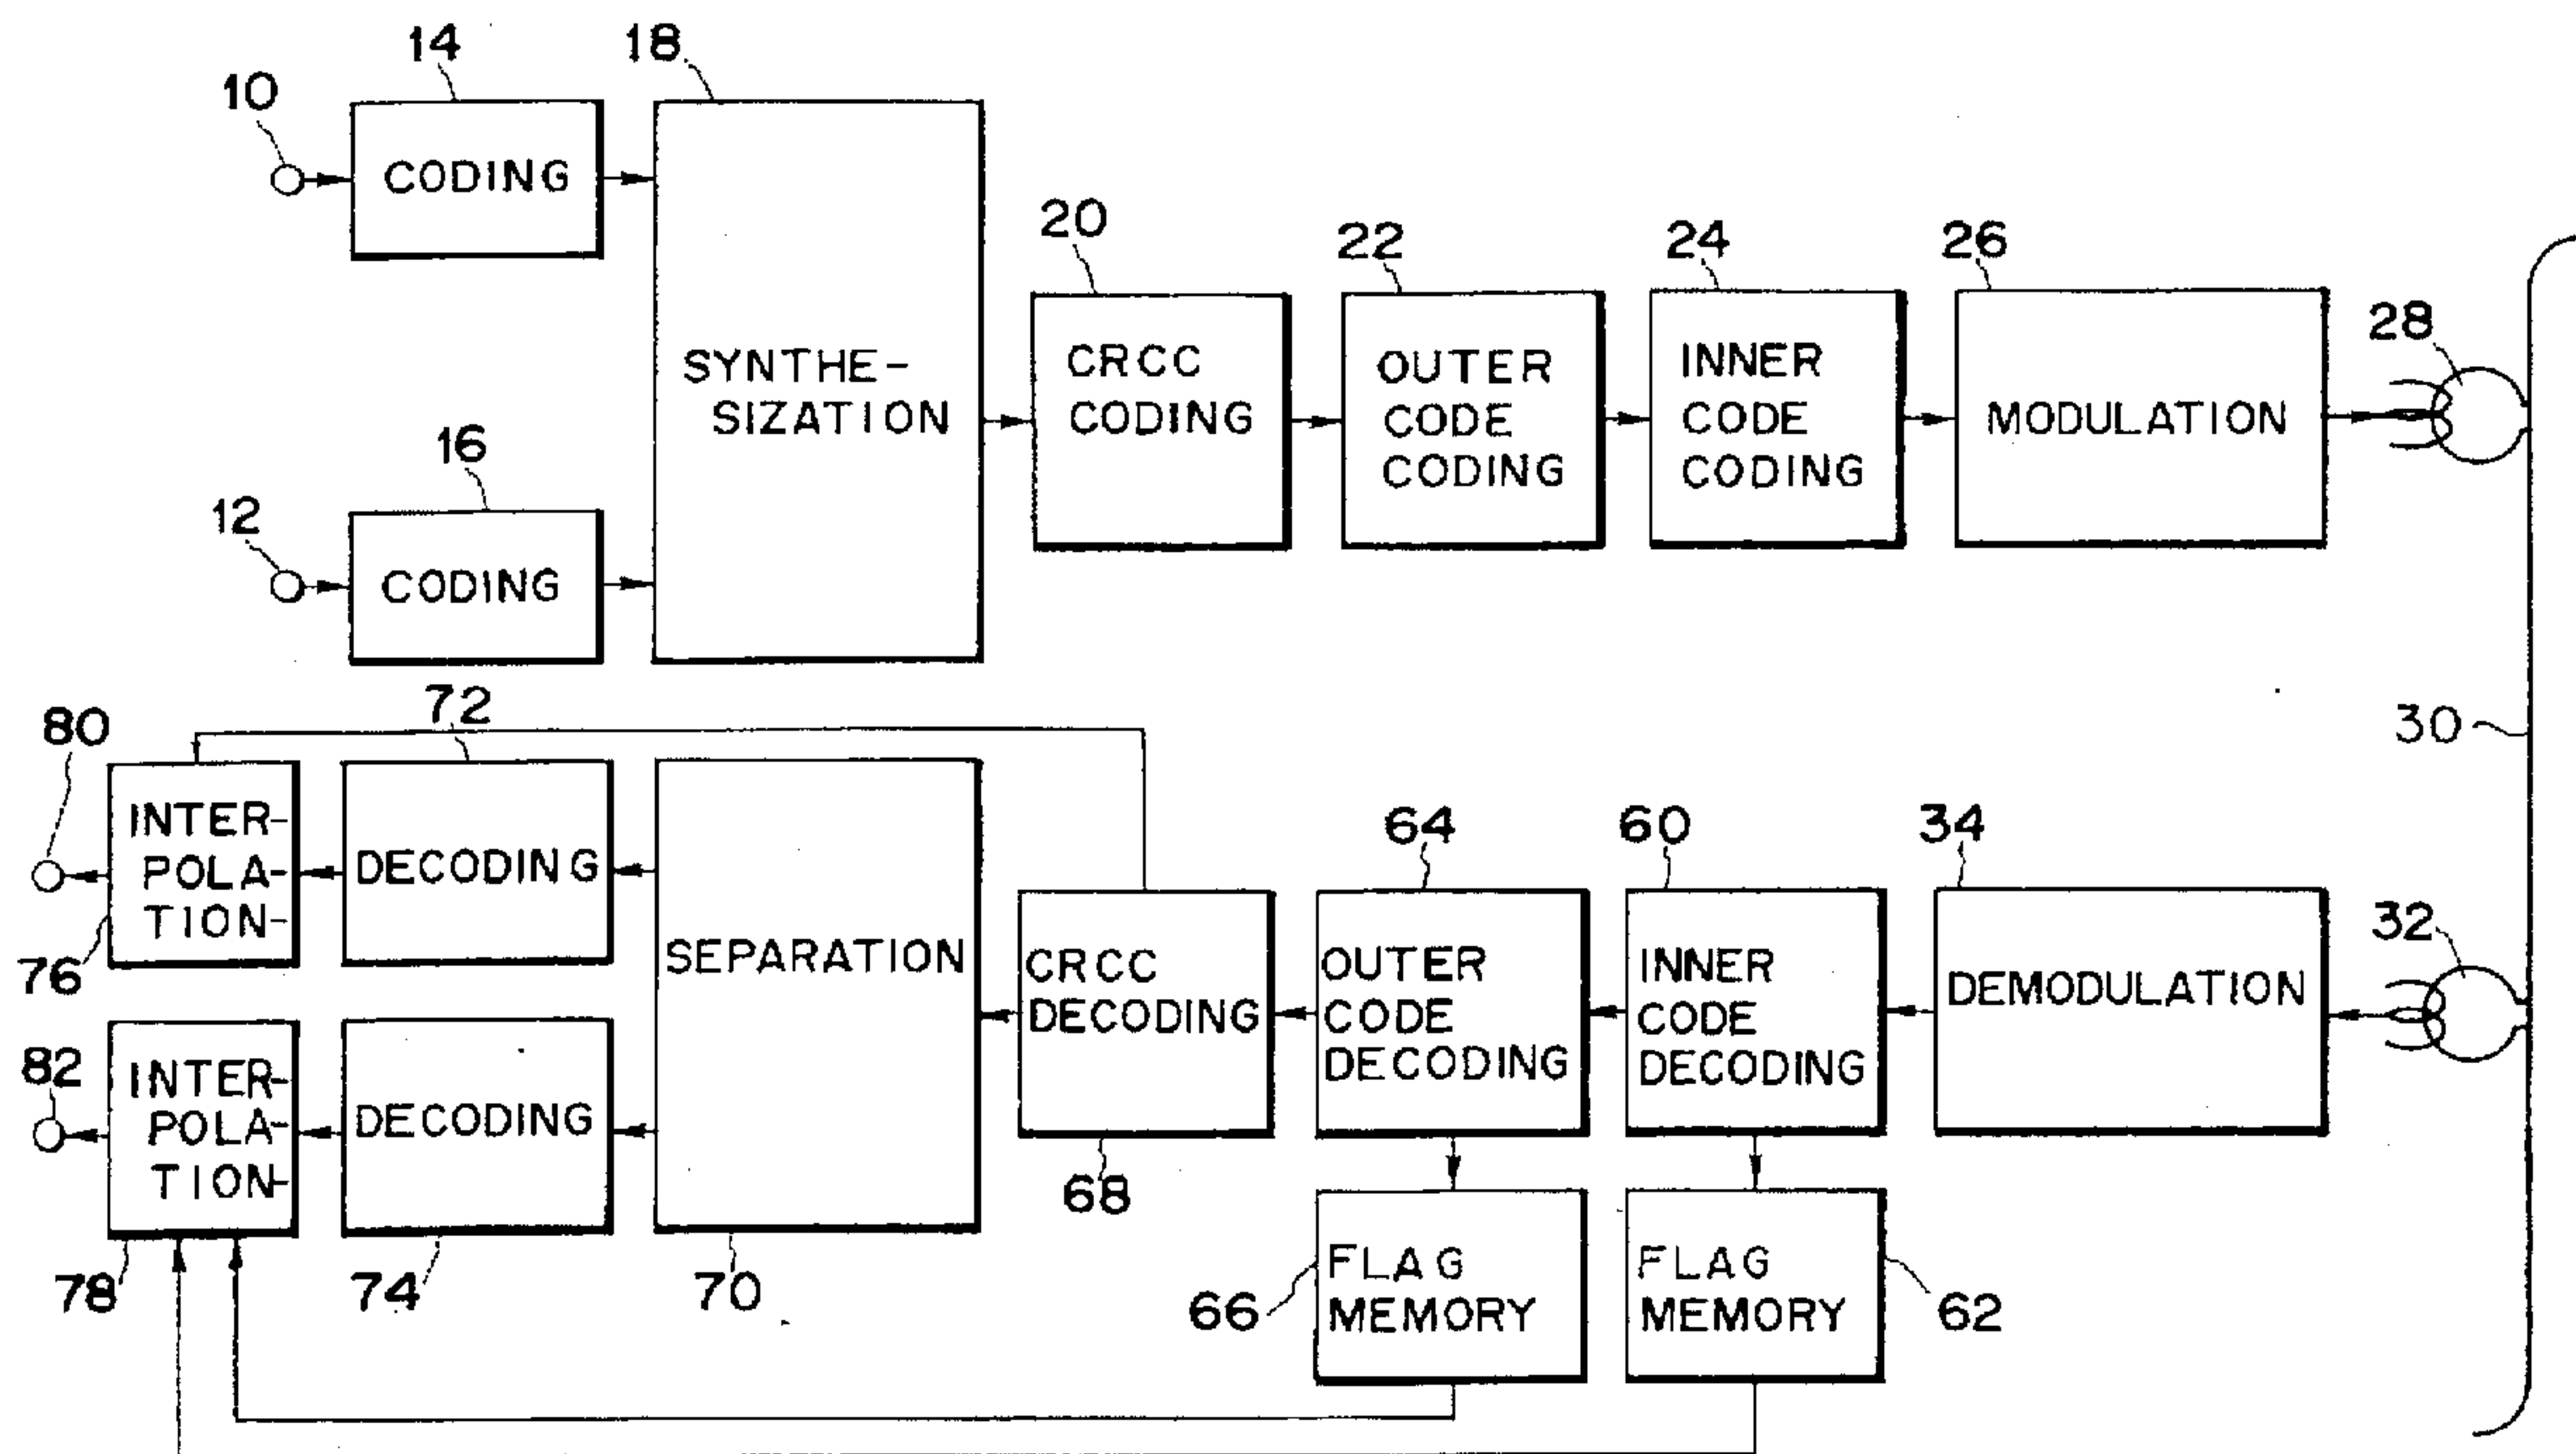 14
18
10
CODING
20
22
24
26
28
SYNTHE-
SIZATION
CRCC
CODING
OUTER
CODE
CODING
INNER
CODE
CODING
MODULATION
16
12
CODING
72
80
30
INTER-
POLA-
TION-
DECODING
SEPARATION
64
60
34
32
76
CRCC
DECODING
OUTER
CODE
DECODING
INNER
CODE
DECODING
DEMODULATION
82
INTER-
POLA-
TION-
DECODING
68
78
74
70
66
FLAG
MEMORY
FLAG
MEMORY
62